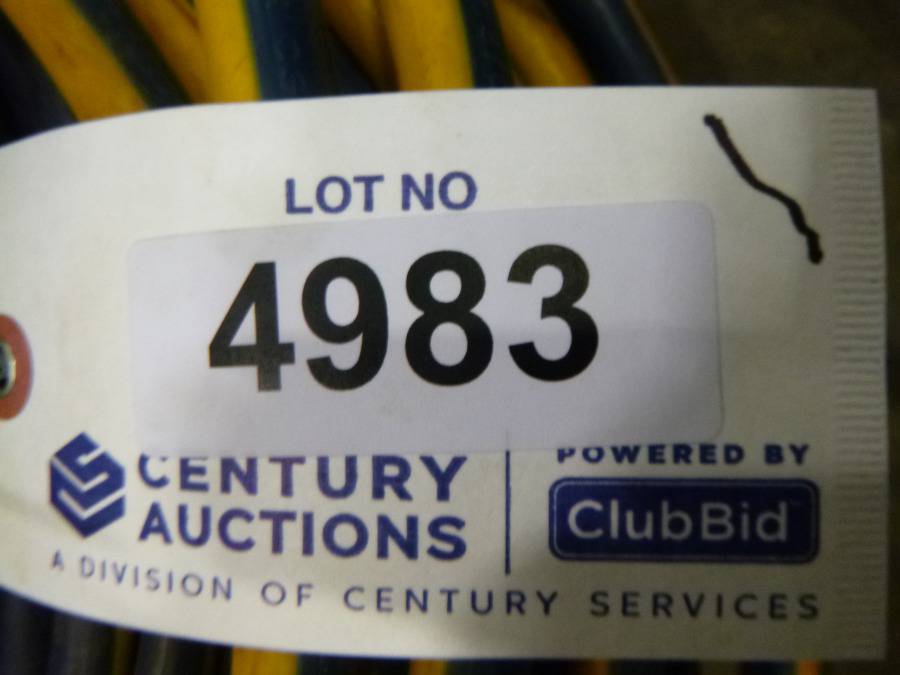 LOT NO
4983
CENTURY
AUCTIONS
POWERED BY
ClubBid
A DIVISION OF CENTURY SERVICES